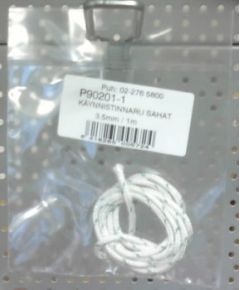 Puh: 02-276 5800
P90201-1
KÄYNNISTINNARU SAHAT
3.5mm / 1m